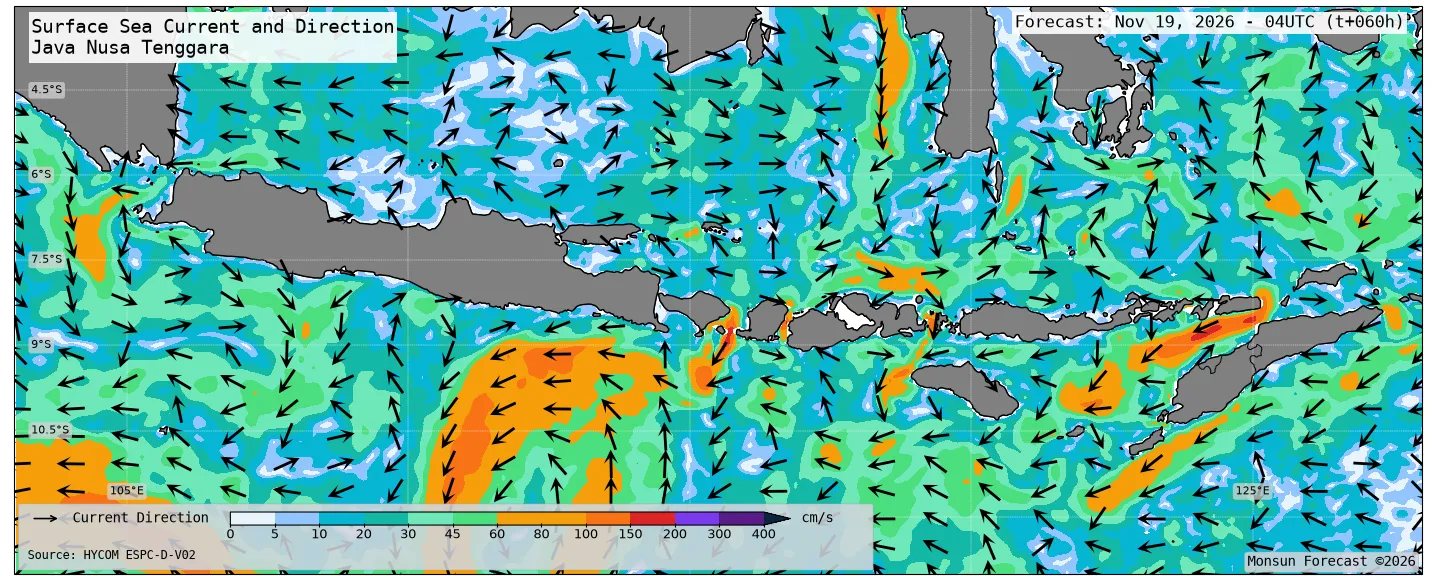 Surface Sea Current and Direction
Java Nusa Tenggara
Forecast: Nov 19, 2026 - 04UTC (t+060h)
4.5°S
6°S
7.5°S
9°S
10.5°S
105°E
125°E
Current Direction
0 5 10 20 30 45 60 80 100 150 200 300 400
cm/s
Source: HYCOM ESPC-D-V02
Monsun Forecast ©2026